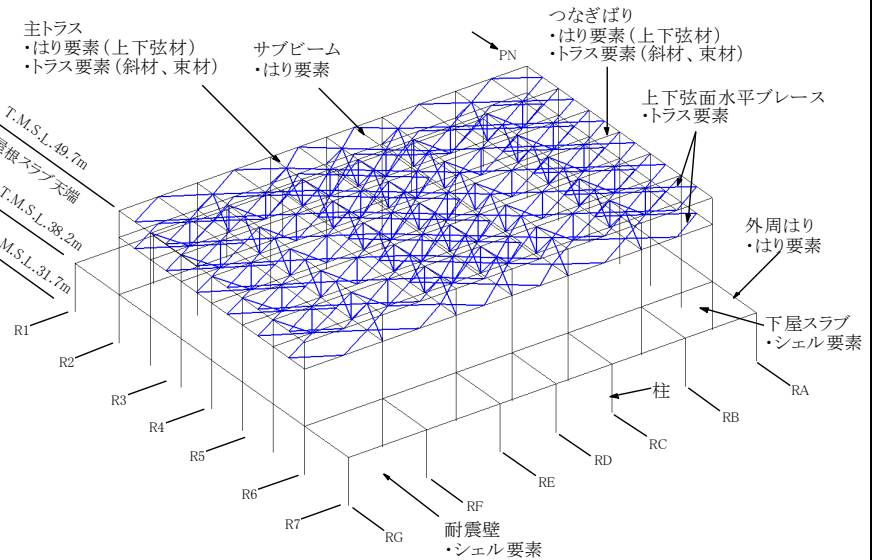 主トラス
・はり要素(上下弦材)
・トラス要素(斜材、束材)
サブビーム
・はり要素
つなぎばり
・はり要素(上下弦材)
・トラス要素(斜材、束材)
PN
上下弦面水平ブレース
・トラス要素
T.M.S.L.49.7m
屋根スラブ天端
T.M.S.L.38.2m
M.S.L.31.7m
外周はり
・はり要素
下屋スラブ
・シェル要素
柱
R1
R2
R3
R4
R5
R6
R7
RA
RB
RC
RD
RE
RF
RG
耐震壁
・シェル要素